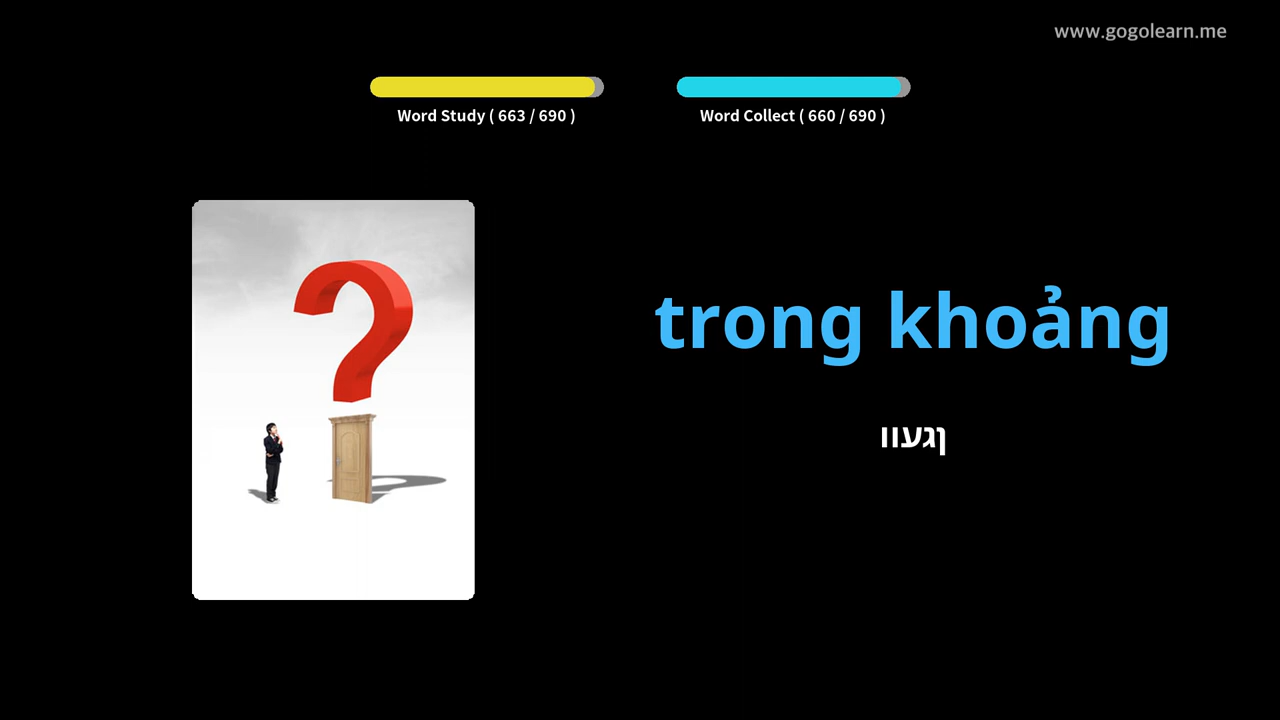 www.gogolearn.me
Word Study ( 663 / 690 )
Word Collect ( 660 / 690 )
trong khoảng
ןגעוו